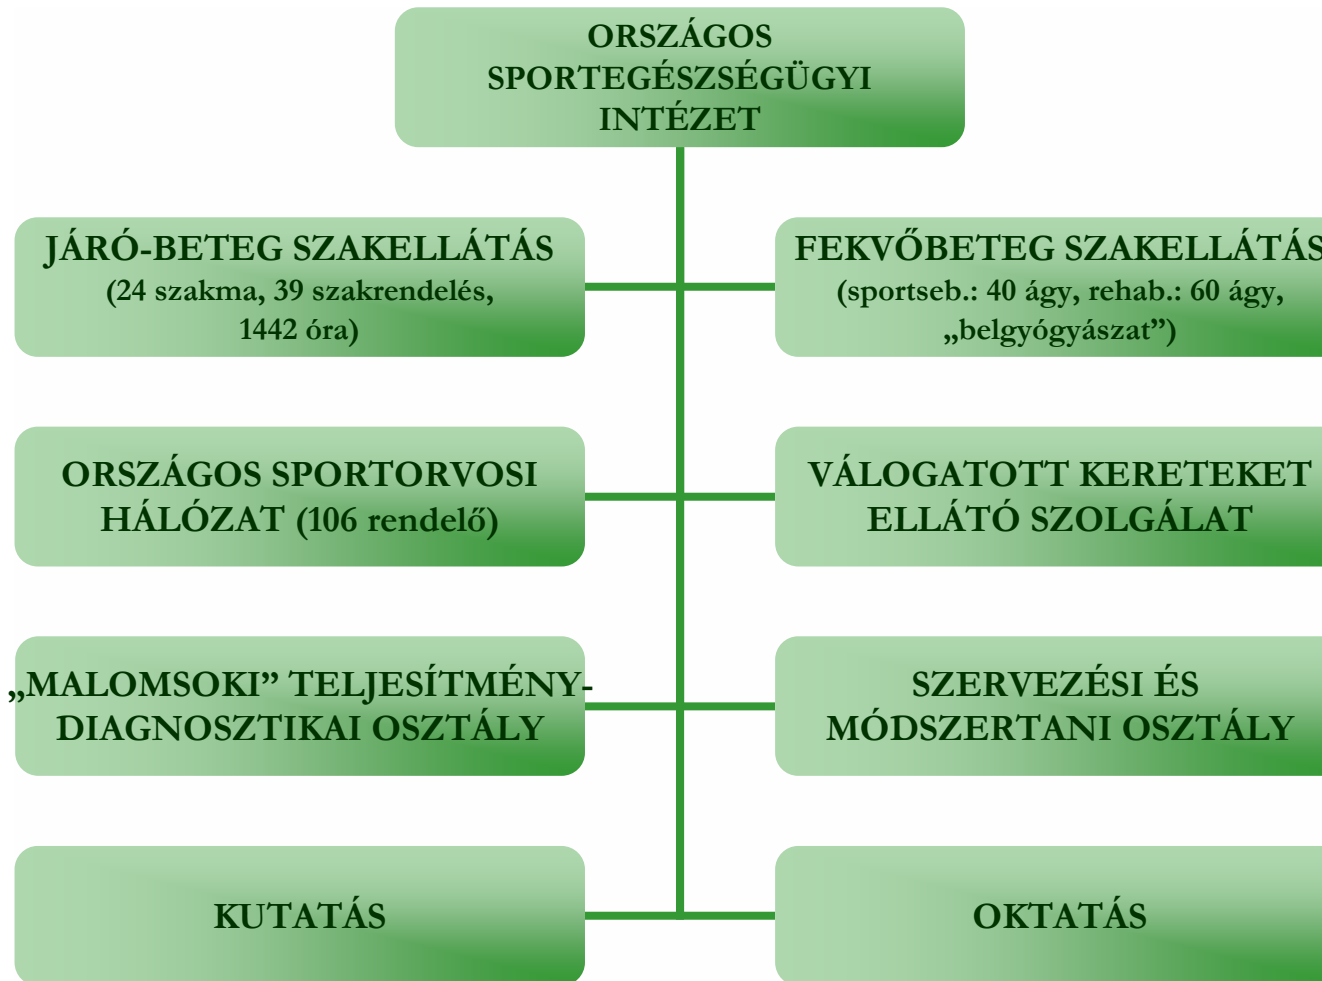 ORSZÁGOS
SPORTEGÉSZSÉGÜGYI
INTÉZET
JÁRÓ-BETEG SZAKELLÁTÁS
(24 szakma, 39 szakrendelés,
1442 óra)
FEKVŐBETEG SZAKELLÁTÁS
(sportseb.: 40 ágy, rehab.: 60 ágy,
„belgyógyászat”)
ORSZÁGOS SPORTORVOSI
HÁLÓZAT (106 rendelő)
VÁLOGATOTT KERETEKET
ELLÁTÓ SZOLGÁLAT
„MALOMSOKI” TELJESÍTMÉNY-
DIAGNOSZTIKAI OSZTÁLY
SZERVEZÉSI ÉS
MÓDSZERTANI OSZTÁLY
KUTATÁS
OKTATÁS